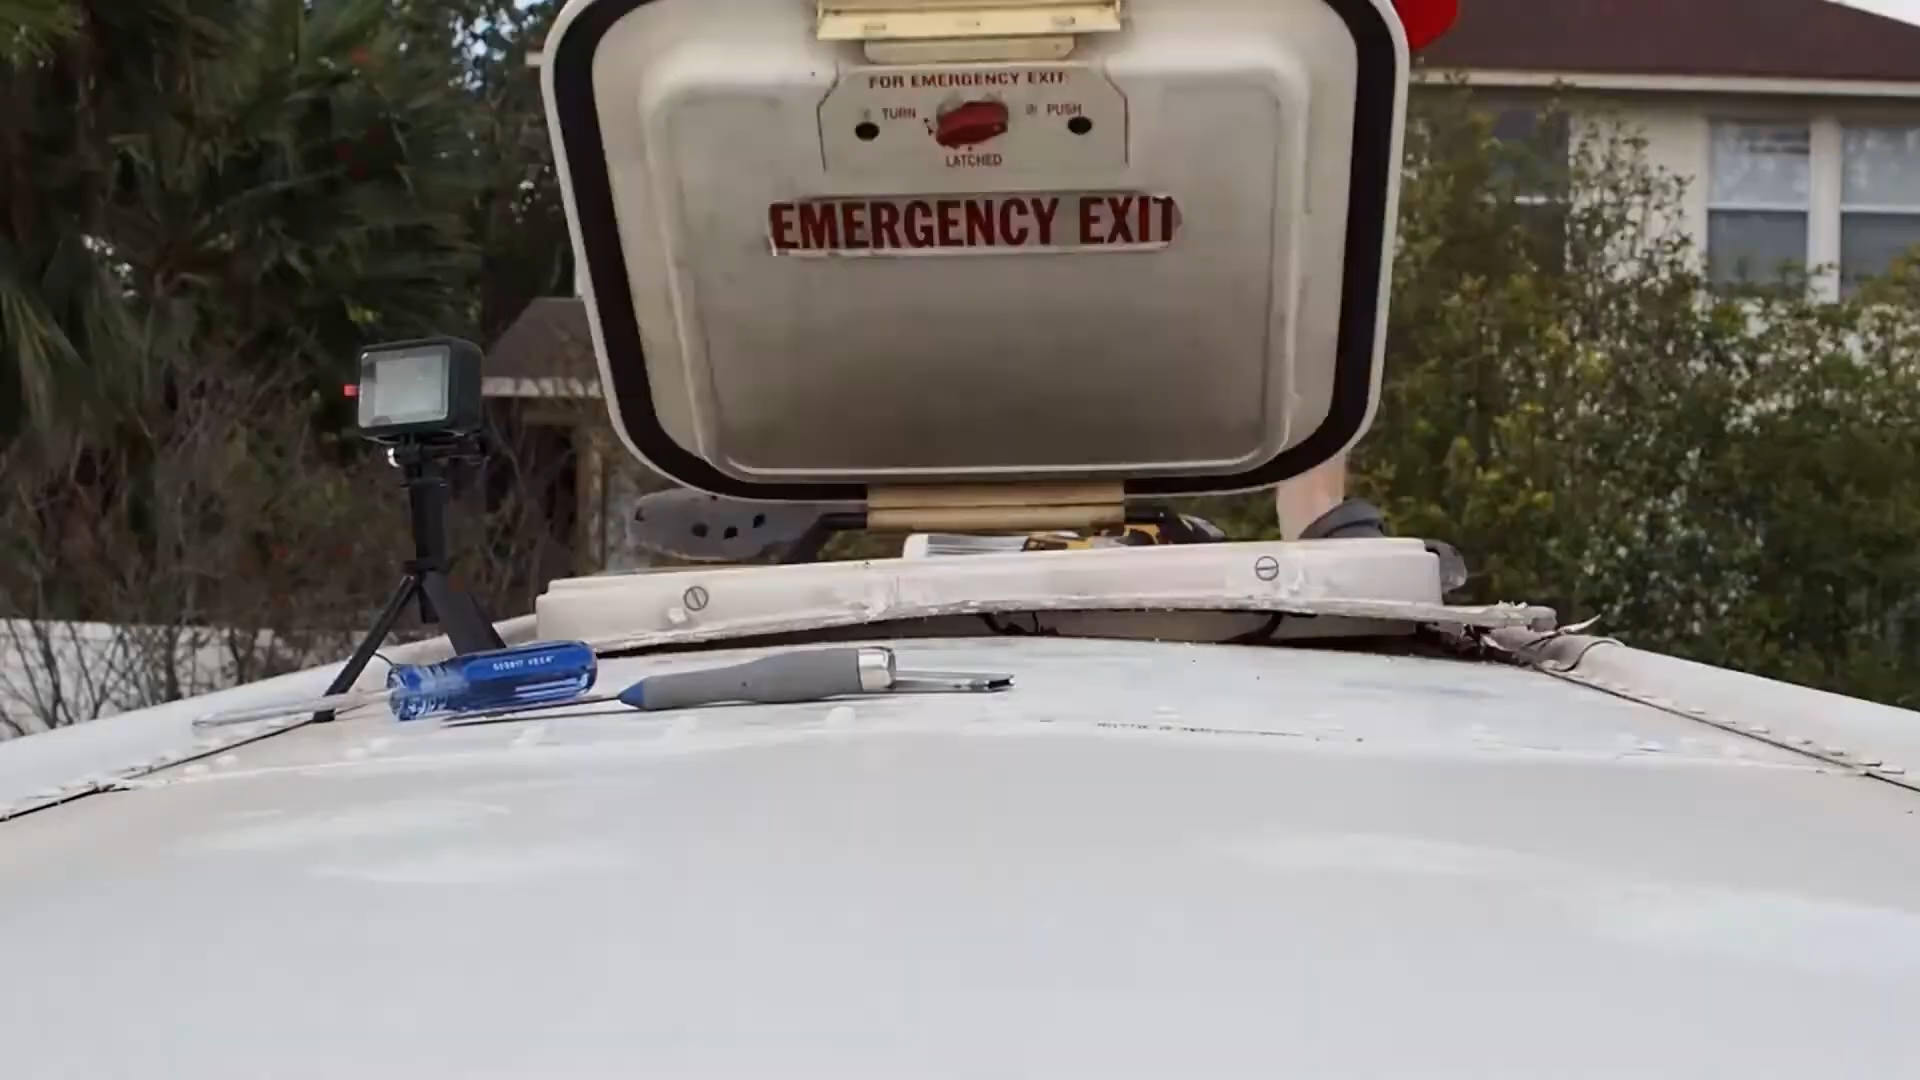 FOR EMERGENCY EXIT:
TURN
PUSH
LATCHED
EMERGENCY EXIT